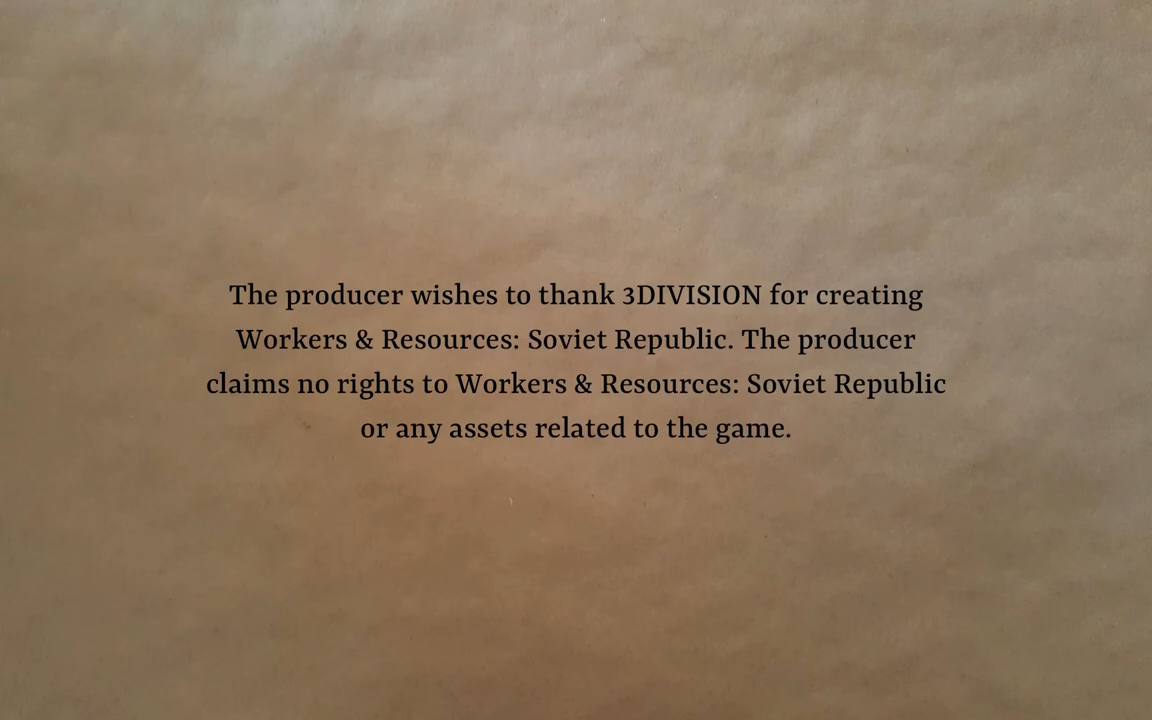 The producer wishes to thank 3DIVISION for creating
Workers & Resources: Soviet Republic. The producer
claims no rights to Workers & Resources: Soviet Republic
or any assets related to the game.